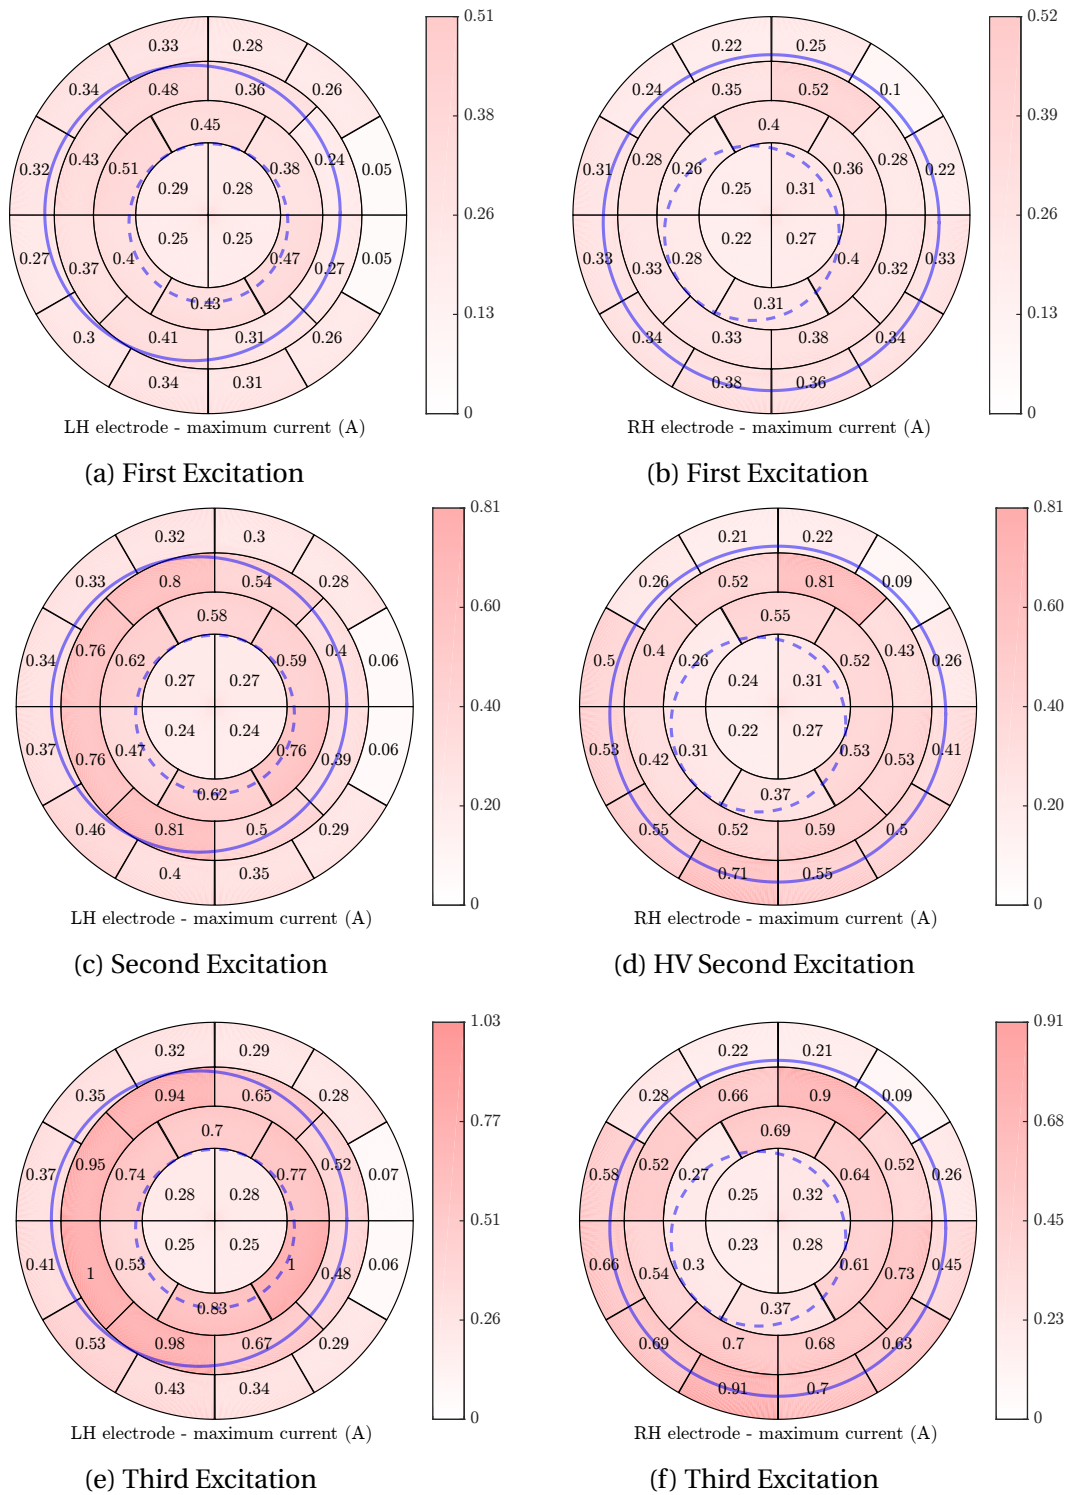 0.33 0.28
0.34 0.48 0.36 0.26
0.45
0.32 0.43 0.51 0.38 0.24 0.05
0.29 0.28
0.25 0.25
0.27 0.37 0.4 0.47 0.27 0.05
0.43
0.3 0.41 0.31 0.26
0.34 0.31
0.51
0.38
0.26
0.13
0
LH electrode - maximum current (A)
(a) First Excitation
0.22 0.25
0.24 0.35 0.52 0.1
0.4
0.31 0.28 0.26 0.36 0.28 0.22
0.25 0.31
0.22 0.27
0.33 0.33 0.28 0.4 0.32 0.33
0.31
0.34 0.33 0.38 0.34
0.38 0.36
0.52
0.39
0.26
0.13
0
RH electrode - maximum current (A)
(b) First Excitation
0.32 0.3
0.33 0.8 0.54 0.28
0.58
0.34 0.76 0.62 0.59 0.4 0.06
0.27 0.27
0.24 0.24
0.37 0.76 0.47 0.76 0.39 0.06
0.62
0.46 0.81 0.5 0.29
0.4 0.35
0.81
0.60
0.40
0.20
0
LH electrode - maximum current (A)
(c) Second Excitation
0.21 0.22
0.26 0.52 0.81 0.09
0.55
0.5 0.4 0.26 0.52 0.43 0.26
0.24 0.31
0.22 0.27
0.53 0.42 0.31 0.53 0.53 0.41
0.37
0.55 0.52 0.59 0.5
0.71 0.55
0.81
0.60
0.40
0.20
0
RH electrode - maximum current (A)
(d) HV Second Excitation
0.32 0.29
0.35 0.94 0.65 0.28
0.7
0.37 0.95 0.74 0.77 0.52 0.07
0.28 0.28
0.25 0.25
0.41 1 0.53 1 0.48 0.06
0.83
0.53 0.98 0.67 0.29
0.43 0.34
1.03
0.77
0.51
0.26
0
LH electrode - maximum current (A)
(e) Third Excitation
0.22 0.21
0.28 0.66 0.9 0.09
0.69
0.58 0.52 0.27 0.64 0.52 0.26
0.25 0.32
0.23 0.28
0.66 0.54 0.3 0.61 0.73 0.45
0.37
0.69 0.7 0.68 0.63
0.91 0.7
0.91
0.68
0.45
0.23
0
RH electrode - maximum current (A)
(f) Third Excitation